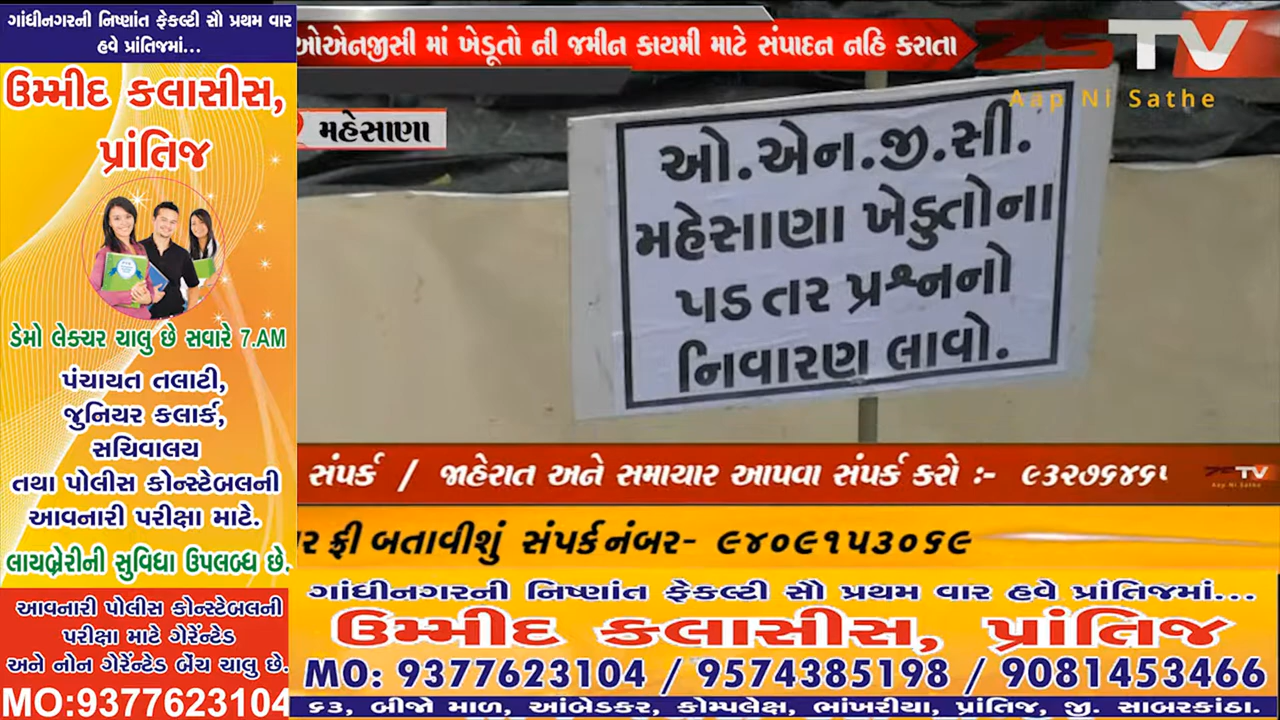 ગાંધીનગરની નિષ્ણાંત ફેકલ્ટી સૌ પ્રથમ વાર
હવે પ્રાંતિજમાં...
ઉમ્મીદ કલાસીસ,
પ્રાંતિજ
ડેમો લેક્ચર ચાલુ છે સવારે 7.AM
પંચાયત તલાટી,
જુનિયર કલાર્ક,
સચિવાલય
તથા પોલીસ કોન્સ્ટેબલની
આવનારી પરીક્ષા માટે.
લાયબ્રેરીની સુવિધા ઉપલબ્ધ છે.
આવનારી પોલીસ કોન્સ્ટેબલની
પરીક્ષા માટે ગેરેંન્ટેડ
અને નોન ગેરેંન્ટેડ બેંચ ચાલુ છે.
MO:9377623104
ઓએનજીસી માં ખેડૂતો ની જમીન કાયમી માટે સંપાદન નહિ કરાતા
ZSTV
Aap Ni Sathe
મહેસાણા
ઓ.એન.જી.સી.
મહેસાણા ખેડુતોના
પડતર પ્રશ્નનો
નિવારણ લાવો.
સંપર્ક / જાહેરાત અને સમાચાર આપવા સંપર્ક કરો :- ૯૩૨૭૬૪૬૫
ZSTV
Aap Ni Sathe
ર ફ્રી બતાવીશું સંપર્ક નંબર- ૯૪૦૯૧૫૩૦૬૯
ગાંધીનગરની નિષ્ણાંત ફેકલ્ટી સૌ પ્રથમ વાર હવે પ્રાંતિજમાં...
ઉમ્મીદ કલાસીસ, પ્રાંતિજ
MO: 9377623104 / 9574385198 / 9081453466
૬૩, બીજો માળ, આંબેડકર, કોમ્પલેક્ષ, ભાંખરીયા, પ્રાંતિજ, જી. સાબરકાંઠા.